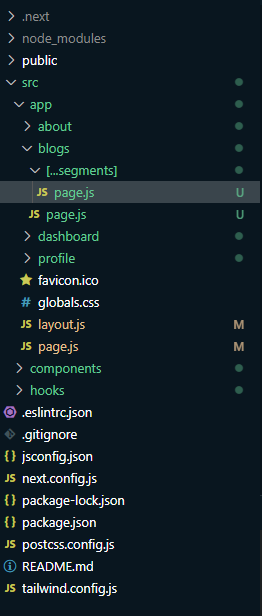 .next
node_modules
public
src
app
about
blogs
[...segments]
JS page.js U
JS page.js U
dashboard
profile
favicon.ico
# globals.css
JS layout.js M
JS page.js M
components
hooks
.eslintrc.json
.gitignore
{} jsconfig.json
JS next.config.js
{} package-lock.json
{} package.json
JS postcss.config.js
README.md
JS tailwind.config.js